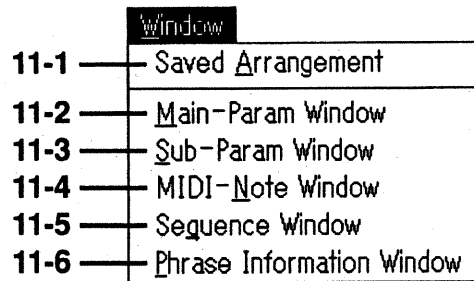 Window
11-1 Saved Arrangement
11-2 Main-Param Window
11-3 Sub-Param Window
11-4 MIDI-Note Window
11-5 Sequence Window
11-6 Phrase Information Window